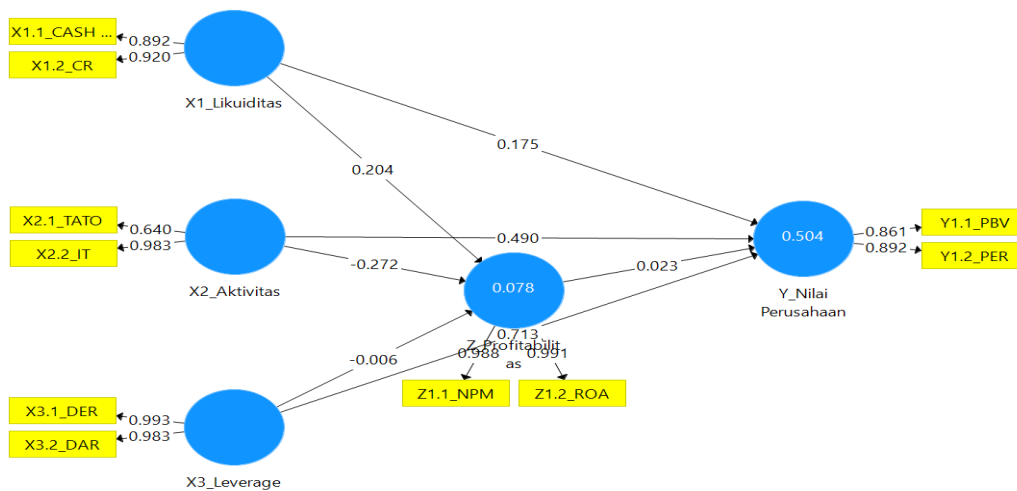 X1.1_CASH ...
0.892
X1.2_CR
0.920
X1_Likuiditas
0.175
0.204
X2.1_TATO
0.640
X2.2_IT
0.983
X2_Aktivitas
0.490
-0.272
0.504
Y1.1_PBV
0.861
0.892
Y1.2_PER
Y_Nilai
Perusahaan
0.023
0.078
0.713
Z_Profitabilit
as
0.988
0.991
Z1.1_NPM
Z1.2_ROA
-0.006
X3.1_DER
0.993
X3.2_DAR
0.983
X3_Leverage